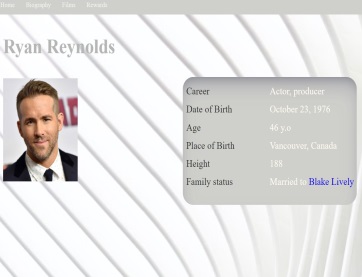 Home Biography Films Rewards
Ryan Reynolds
Career Actor, producer
Date of Birth October 23, 1976
Age 46 y.o
Place of Birth Vancouver, Canada
Height 188
Family status Married to Blake Lively